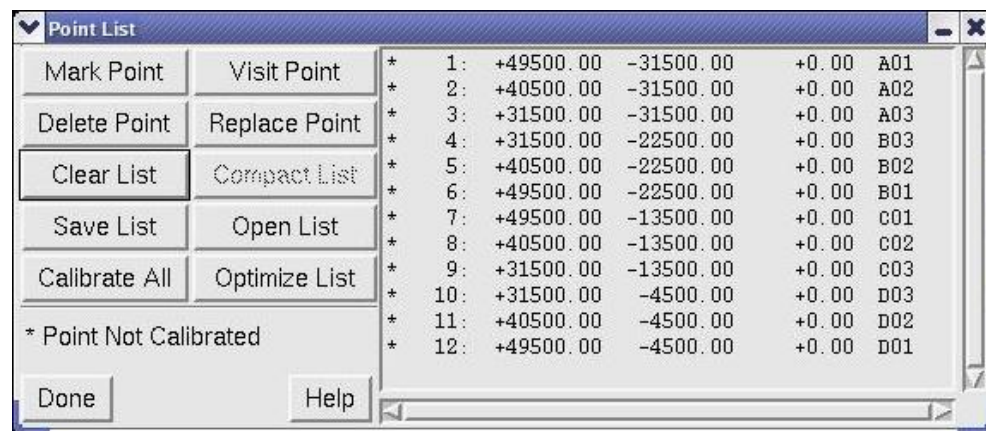 Point List
Mark Point Visit Point
Delete Point Replace Point
Clear List Compact List
Save List Open List
Calibrate All Optimize List
* Point Not Calibrated
Done Help
* 1: +49500.00 -31500.00 +0.00 A01
* 2: +40500.00 -31500.00 +0.00 A02
* 3: +31500.00 -31500.00 +0.00 A03
* 4: +31500.00 -22500.00 +0.00 B03
* 5: +40500.00 -22500.00 +0.00 B02
* 6: +49500.00 -22500.00 +0.00 B01
* 7: +49500.00 -13500.00 +0.00 C01
* 8: +40500.00 -13500.00 +0.00 C02
* 9: +31500.00 -13500.00 +0.00 C03
* 10: +31500.00 -4500.00 +0.00 D03
* 11: +40500.00 -4500.00 +0.00 D02
* 12: +49500.00 -4500.00 +0.00 D01